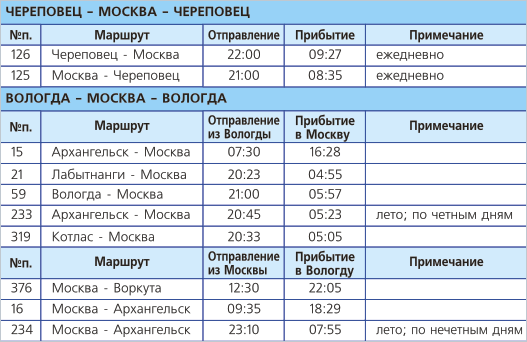 ЧЕРЕПОВЕЦ – МОСКВА – ЧЕРЕПОВЕЦ
№п. Маршрут Отправление Прибытие Примечание
126 Череповец - Москва 22:00 09:27 ежедневно
125 Москва - Череповец 21:00 08:35 ежедневно
ВОЛОГДА – МОСКВА – ВОЛОГДА
№п. Маршрут Отправление из Вологды Прибытие в Москву Примечание
15 Архангельск - Москва 07:30 16:28
21 Лабытнанги - Москва 20:23 04:55
59 Вологда - Москва 21:00 05:57
233 Архангельск - Москва 20:45 05:23 лето; по четным дням
319 Котлас - Москва 20:33 05:05
№п. Маршрут Отправление из Москвы Прибытие в Вологду Примечание
376 Москва - Воркута 12:30 22:05
16 Москва - Архангельск 09:35 18:29
234 Москва - Архангельск 23:10 07:55 лето; по нечетным дням